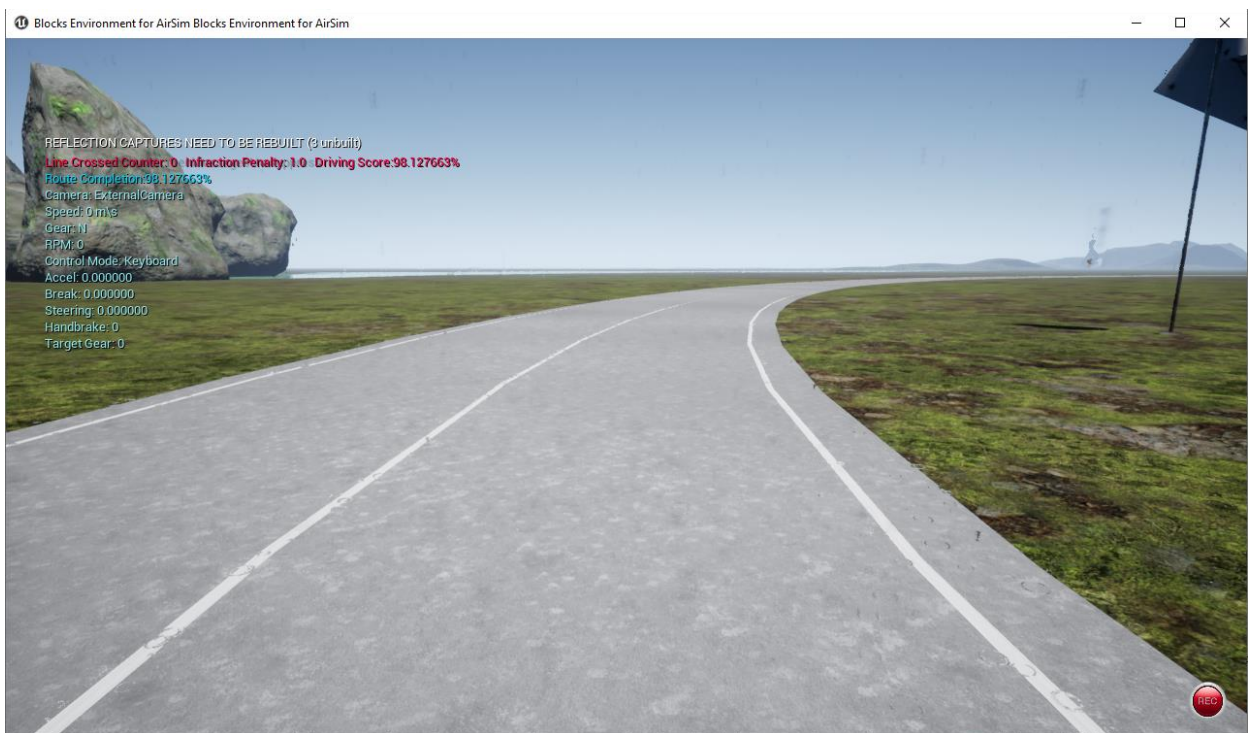 Blocks Environment for AirSim Blocks Environment for AirSim
REFLECTION CAPTURES NEED TO BE REBUILT (3 unbuilt)
Line Crossed Counter: 0 Infraction Penalty: 1.0 Driving Score:98.127663%
Route Completion:98.127663%
Camera: ExternalCamera
Speed: 0 m\s
Gear: N
RPM: 0
Control Mode: Keyboard
Accel: 0.000000
Break: 0.000000
Steering: 0.000000
Handbrake: 0
Target Gear: 0
REC